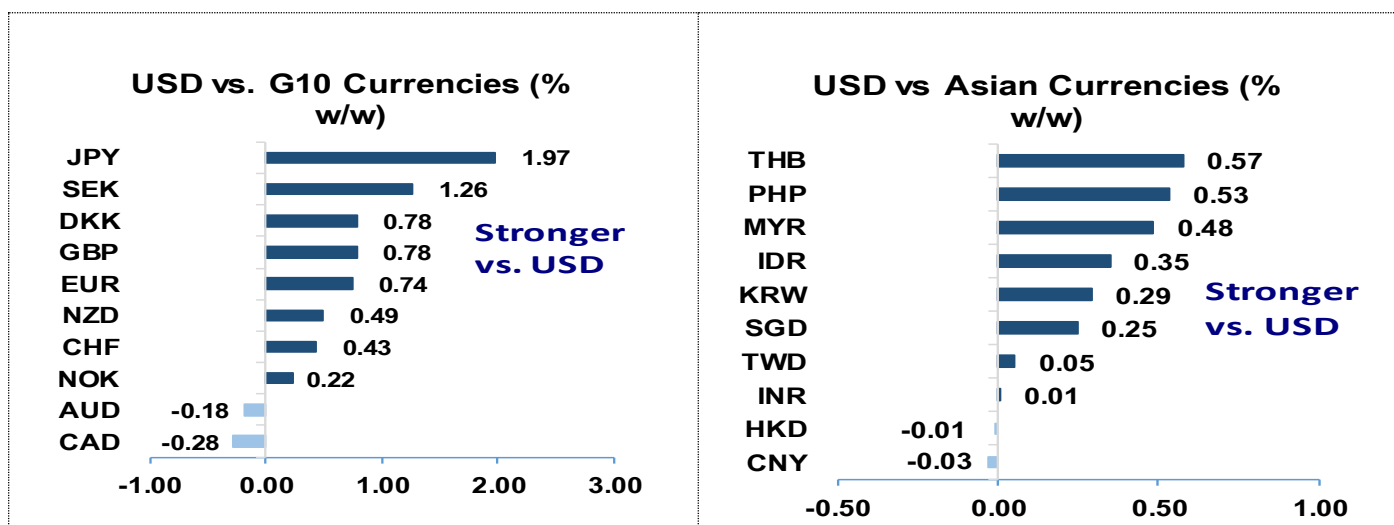 USD vs. G10 Currencies (%
w/w)
JPY 1.97
SEK 1.26
DKK 0.78
GBP 0.78
EUR 0.74
NZD 0.49
CHF 0.43
NOK 0.22
AUD -0.18
CAD -0.28
Stronger
vs. USD
-1.00 0.00 1.00 2.00 3.00
USD vs Asian Currencies (%
w/w)
THB 0.57
PHP 0.53
MYR 0.48
IDR 0.35
KRW 0.29
SGD 0.25
TWD 0.05
INR 0.01
HKD -0.01
CNY -0.03
Stronger
vs. USD
-0.50 0.00 0.50 1.00